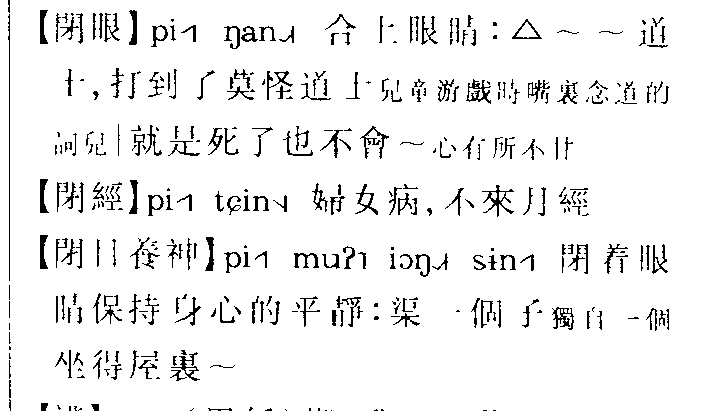 【閉眼】pi˧ ŋan˩ 合上眼睛：△～～道
士，打到了莫怪道士兒童游戲時嘴裏念道的
詞兒｜就是死了也不會～心有所不甘
【閉經】pi˧ tɕin˧ 婦女病，不來月經
【閉目養神】pi˧ muʔ˥ iɔŋ˩ sɨn˧ 閉着眼
睛保持身心的平靜：渠一個子獨自一個
坐得屋裏～